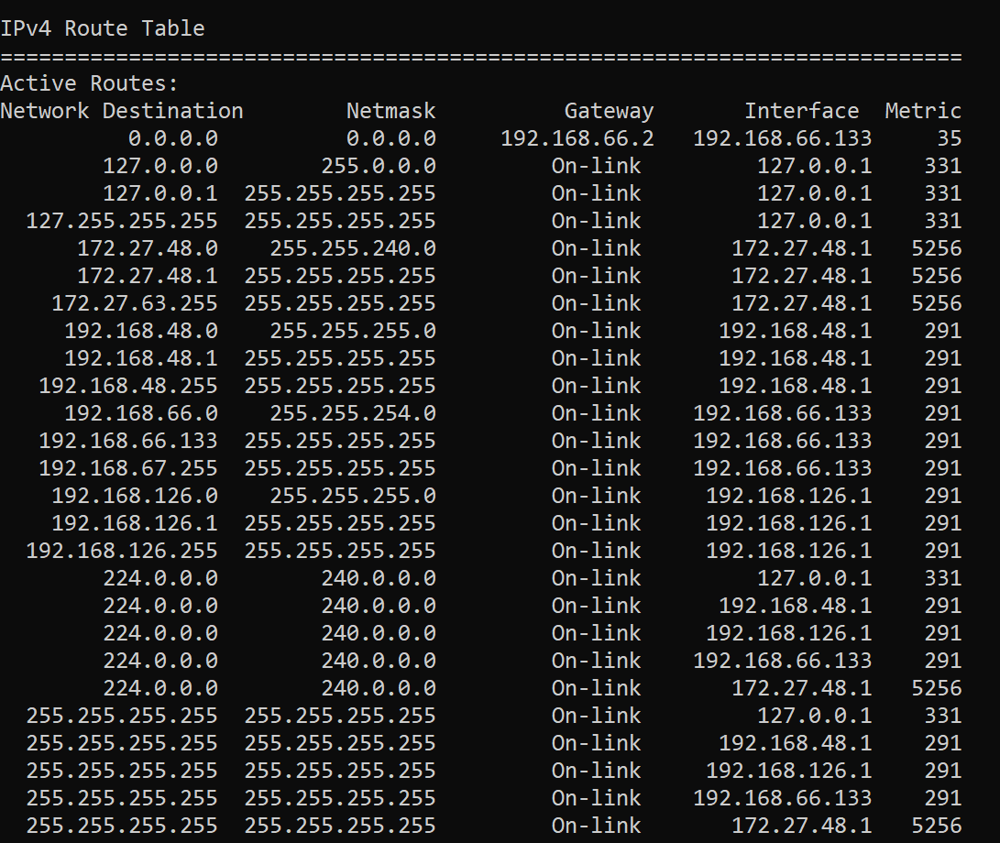 IPv4 Route Table
===========================================================================
Active Routes:
Network Destination        Netmask          Gateway       Interface  Metric
          0.0.0.0          0.0.0.0     192.168.66.2   192.168.66.133     35
        127.0.0.0        255.0.0.0         On-link         127.0.0.1    331
        127.0.0.1  255.255.255.255         On-link         127.0.0.1    331
  127.255.255.255  255.255.255.255         On-link         127.0.0.1    331
      172.27.48.0    255.255.240.0         On-link       172.27.48.1   5256
      172.27.48.1  255.255.255.255         On-link       172.27.48.1   5256
    172.27.63.255  255.255.255.255         On-link       172.27.48.1   5256
     192.168.48.0    255.255.255.0         On-link      192.168.48.1    291
     192.168.48.1  255.255.255.255         On-link      192.168.48.1    291
   192.168.48.255  255.255.255.255         On-link      192.168.48.1    291
     192.168.66.0    255.255.254.0         On-link    192.168.66.133    291
   192.168.66.133  255.255.255.255         On-link    192.168.66.133    291
   192.168.67.255  255.255.255.255         On-link    192.168.66.133    291
    192.168.126.0    255.255.255.0         On-link     192.168.126.1    291
    192.168.126.1  255.255.255.255         On-link     192.168.126.1    291
  192.168.126.255  255.255.255.255         On-link     192.168.126.1    291
        224.0.0.0        240.0.0.0         On-link         127.0.0.1    331
        224.0.0.0        240.0.0.0         On-link      192.168.48.1    291
        224.0.0.0        240.0.0.0         On-link     192.168.126.1    291
        224.0.0.0        240.0.0.0         On-link    192.168.66.133    291
        224.0.0.0        240.0.0.0         On-link       172.27.48.1   5256
  255.255.255.255  255.255.255.255         On-link         127.0.0.1    331
  255.255.255.255  255.255.255.255         On-link      192.168.48.1    291
  255.255.255.255  255.255.255.255         On-link     192.168.126.1    291
  255.255.255.255  255.255.255.255         On-link    192.168.66.133    291
  255.255.255.255  255.255.255.255         On-link       172.27.48.1   5256